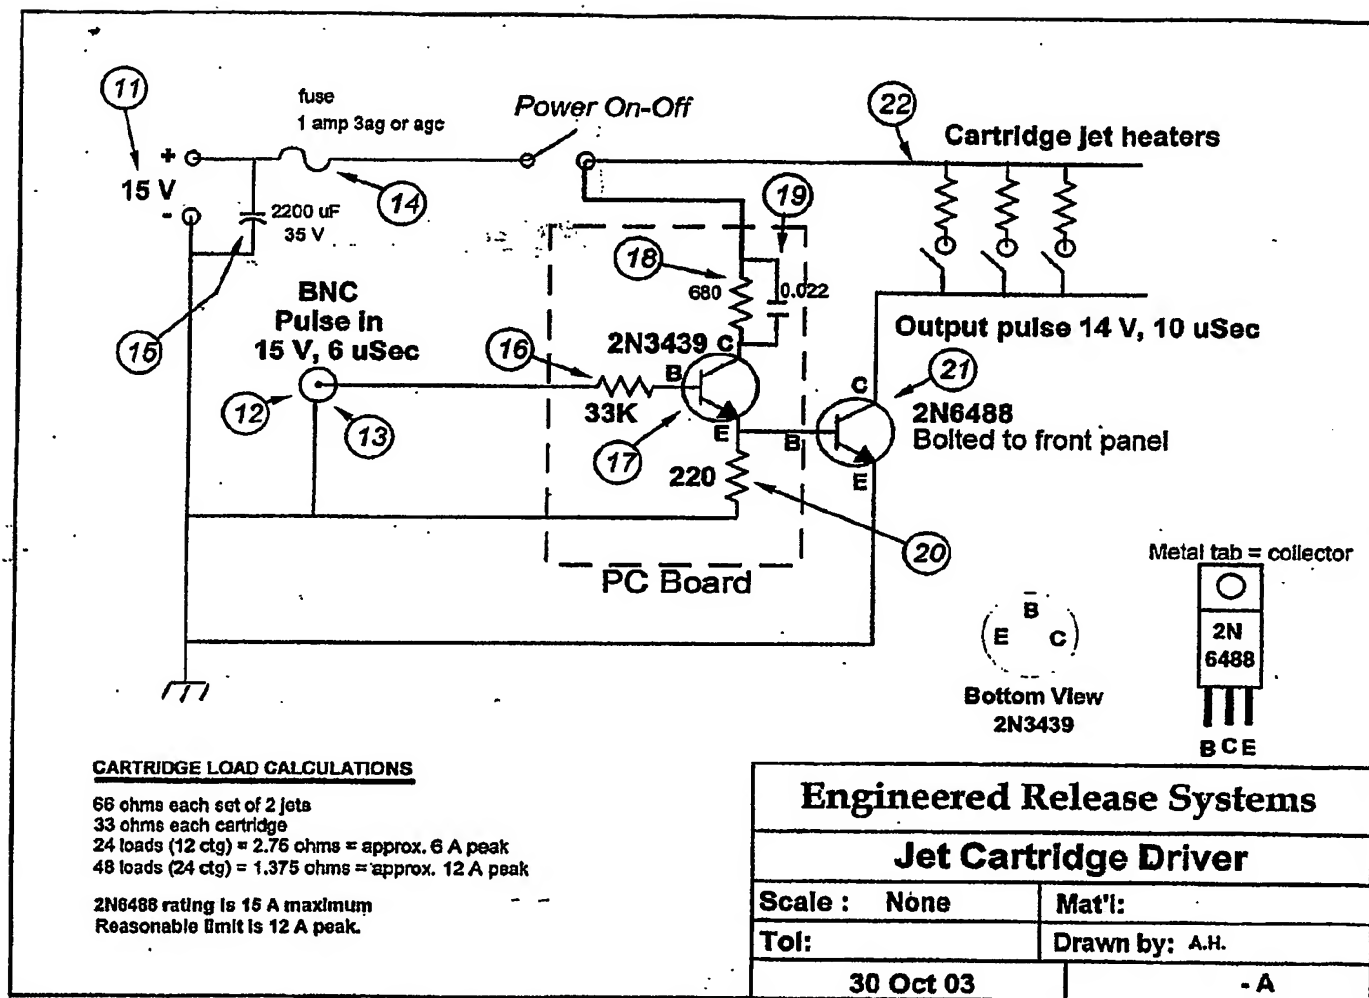 11
fuse
1 amp 3ag or agc
Power On-Off
22
Cartridge jet heaters
+
15 V
-
14
2200 uF
35 V
19
18
680
0.022
BNC
Pulse in
15 V, 6 uSec
15
16
2N3439
C
B
E
Output pulse 14 V, 10 uSec
12
13
33K
17
21
C
B
E
2N6488
Bolted to front panel
220
20
PC Board
Metal tab = collector
B
E C
Bottom View
2N3439
2N
6488
B C E
CARTRIDGE LOAD CALCULATIONS
66 ohms each set of 2 jets
33 ohms each cartridge
24 loads (12 ctg) = 2.75 ohms = approx. 6 A peak
48 loads (24 ctg) = 1.375 ohms = approx. 12 A peak
2N6488 rating is 15 A maximum
Reasonable limit is 12 A peak.
Engineered Release Systems
Jet Cartridge Driver
Scale : None
Mat'l:
Tol:
Drawn by: A.H.
30 Oct 03
- A